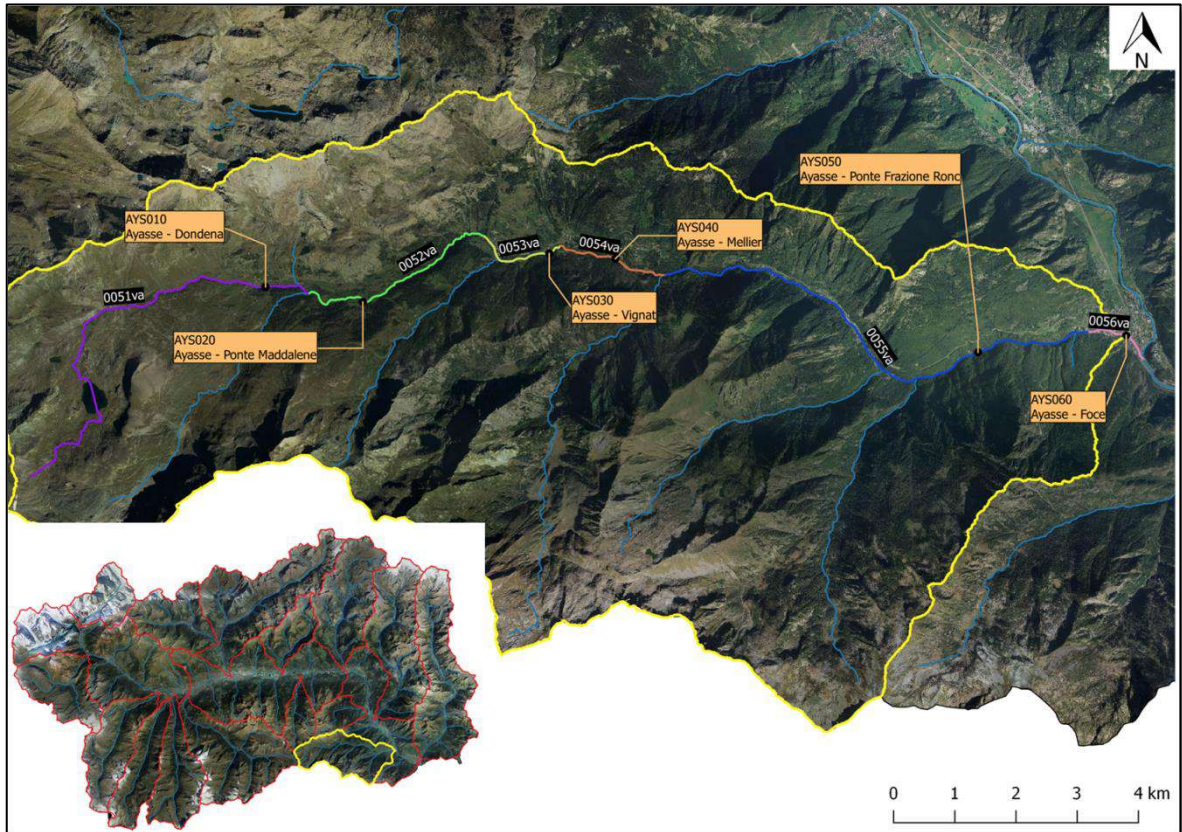 N
AYS050
Ayasse - Ponte Frazione Ronc
AYS010
Ayasse - Dondena
AYS040
Ayasse - Mellier
0053va
0054va
0052va
0051va
AYS030
Ayasse - Vignat
0056va
AYS020
Ayasse - Ponte Maddalene
0055va
AYS060
Ayasse - Foce
0 1 2 3 4 km